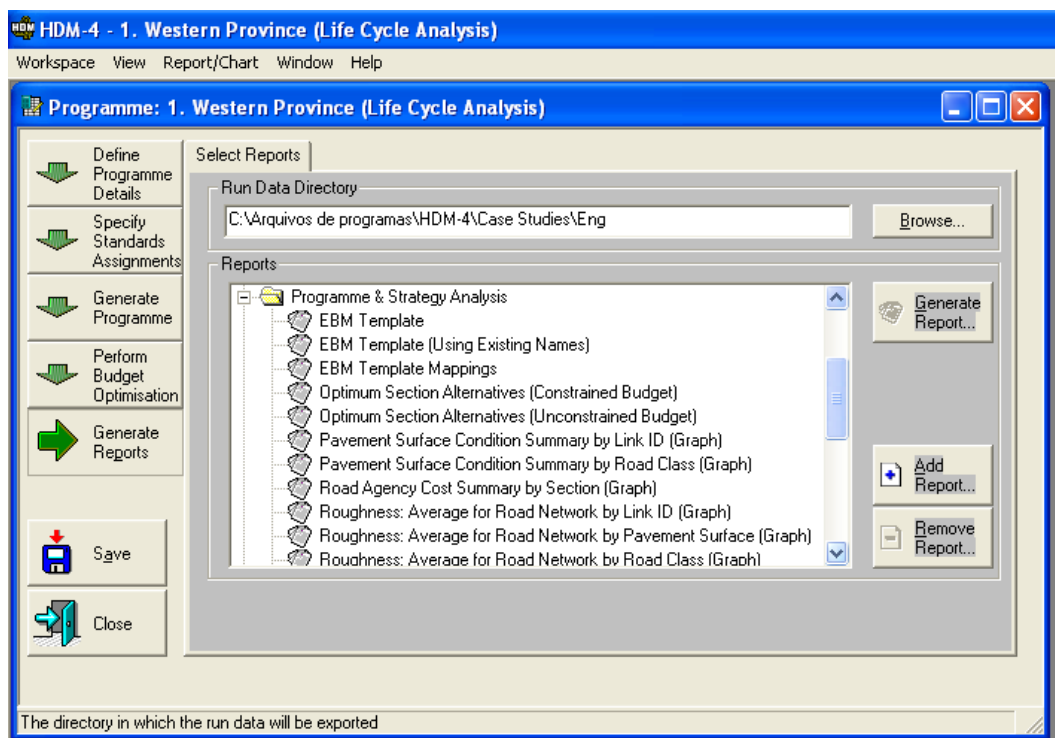 HDM-4 - 1. Western Province (Life Cycle Analysis)
Workspace View Report/Chart Window Help
Programme: 1. Western Province (Life Cycle Analysis)
Define
Programme
Details
Specify
Standards
Assignments
Generate
Programme
Perform
Budget
Optimisation
Generate
Reports
Save
Close
Select Reports
Run Data Directory
C:\Arquivos de programas\HDM-4\Case Studies\Eng
Browse...
Reports
Programme & Strategy Analysis
EBM Template
EBM Template (Using Existing Names)
EBM Template Mappings
Optimum Section Alternatives (Constrained Budget)
Optimum Section Alternatives (Unconstrained Budget)
Pavement Surface Condition Summary by Link ID (Graph)
Pavement Surface Condition Summary by Road Class (Graph)
Road Agency Cost Summary by Section (Graph)
Roughness: Average for Road Network by Link ID (Graph)
Roughness: Average for Road Network by Pavement Surface (Graph)
Roughness: Average for Road Network by Road Class (Graph)
Generate
Report...
Add
Report...
Remove
Report...
The directory in which the run data will be exported